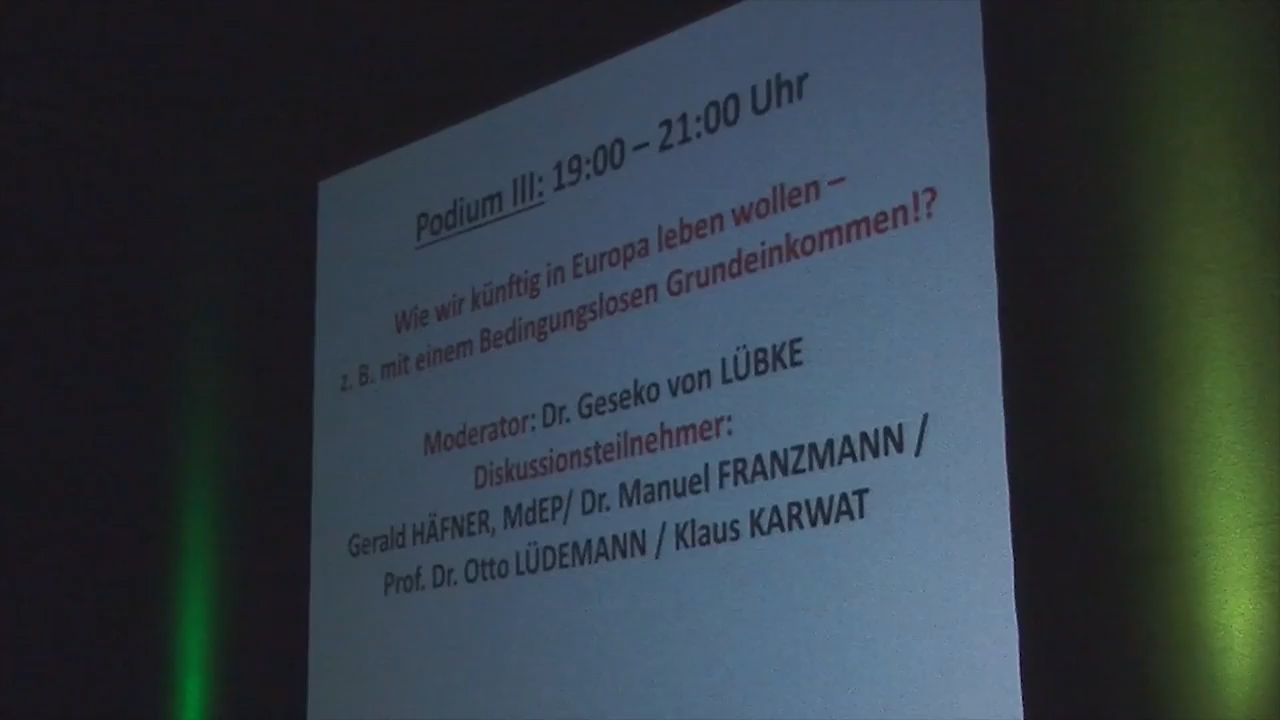 Podium III: 19:00 – 21:00 Uhr
Wie wir künftig in Europa leben wollen –
z. B. mit einem Bedingungslosen Grundeinkommen!?
Moderator: Dr. Geseko von LÜBKE
Diskussionsteilnehmer:
Gerald HÄFNER, MdEP/ Dr. Manuel FRANZMANN /
Prof. Dr. Otto LÜDEMANN / Klaus KARWAT